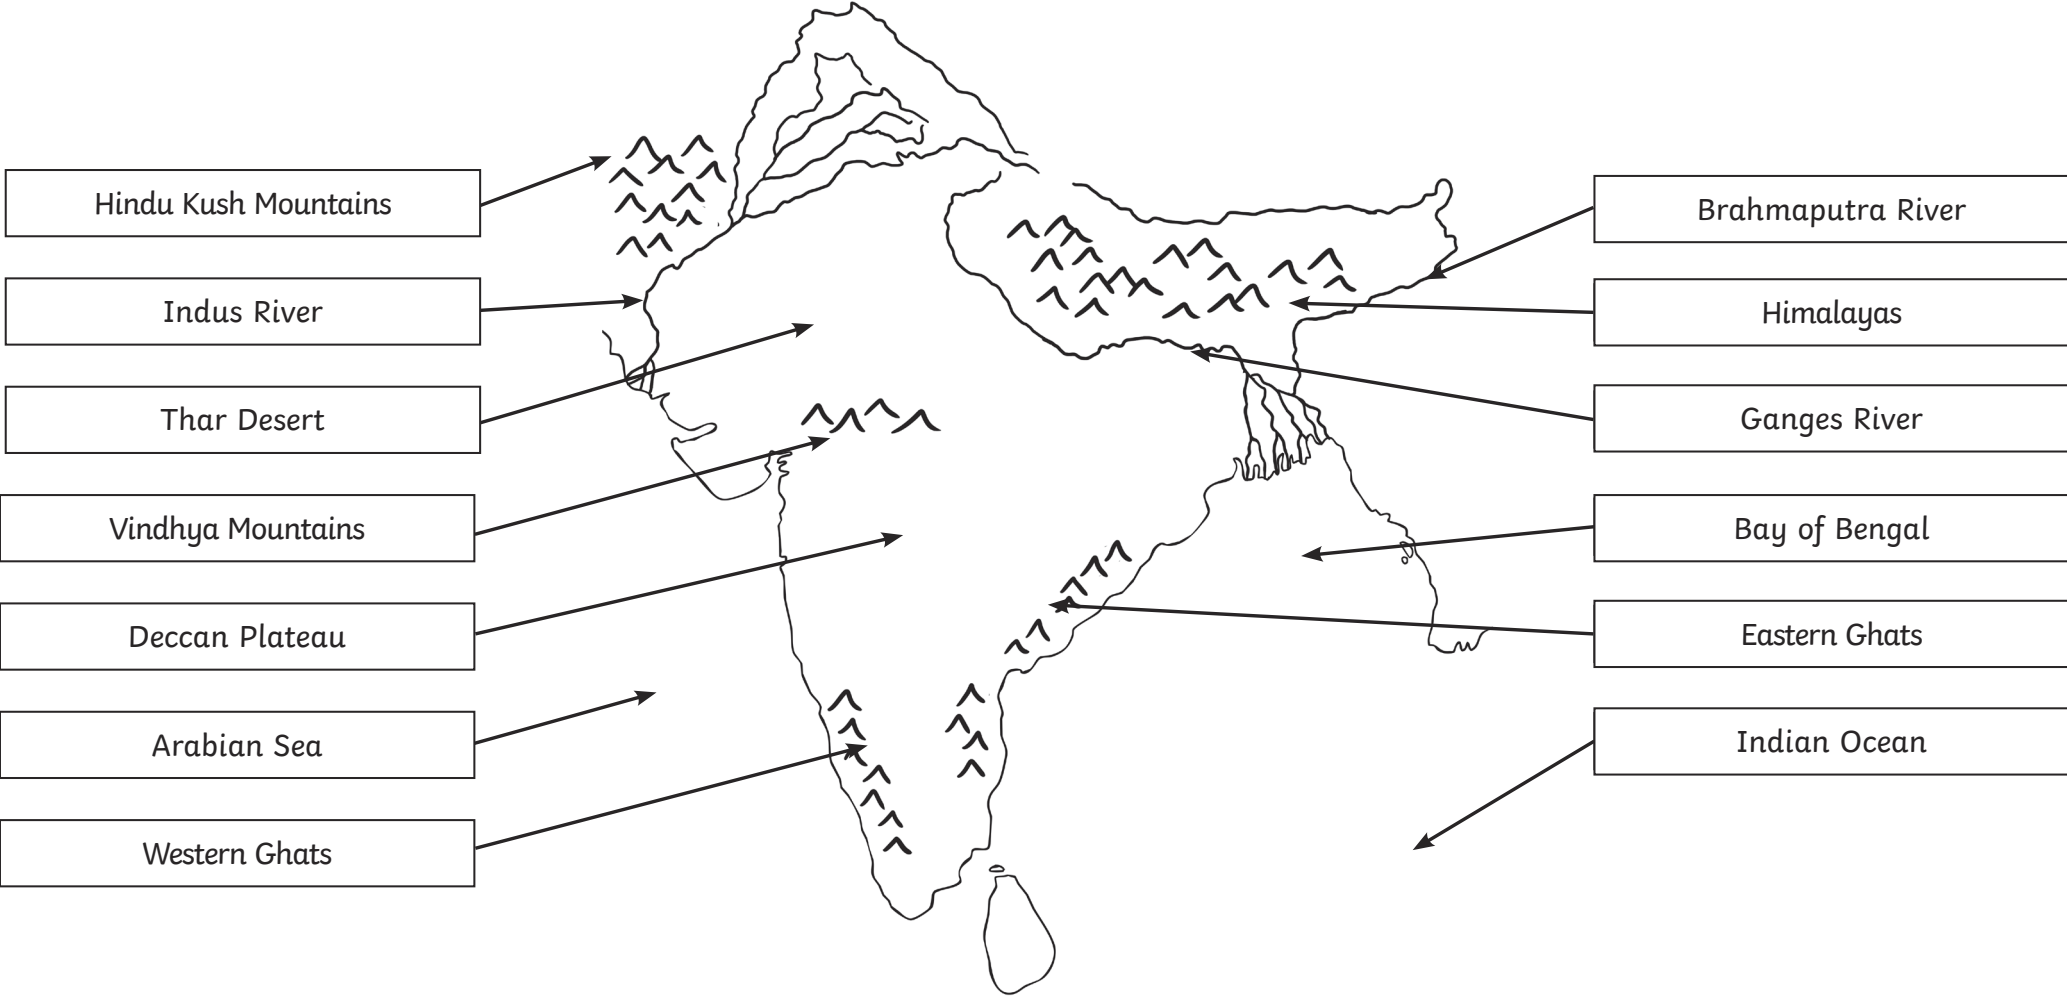 Hindu Kush Mountains
Indus River
Thar Desert
Vindhya Mountains
Deccan Plateau
Arabian Sea
Western Ghats
Brahmaputra River
Himalayas
Ganges River
Bay of Bengal
Eastern Ghats
Indian Ocean